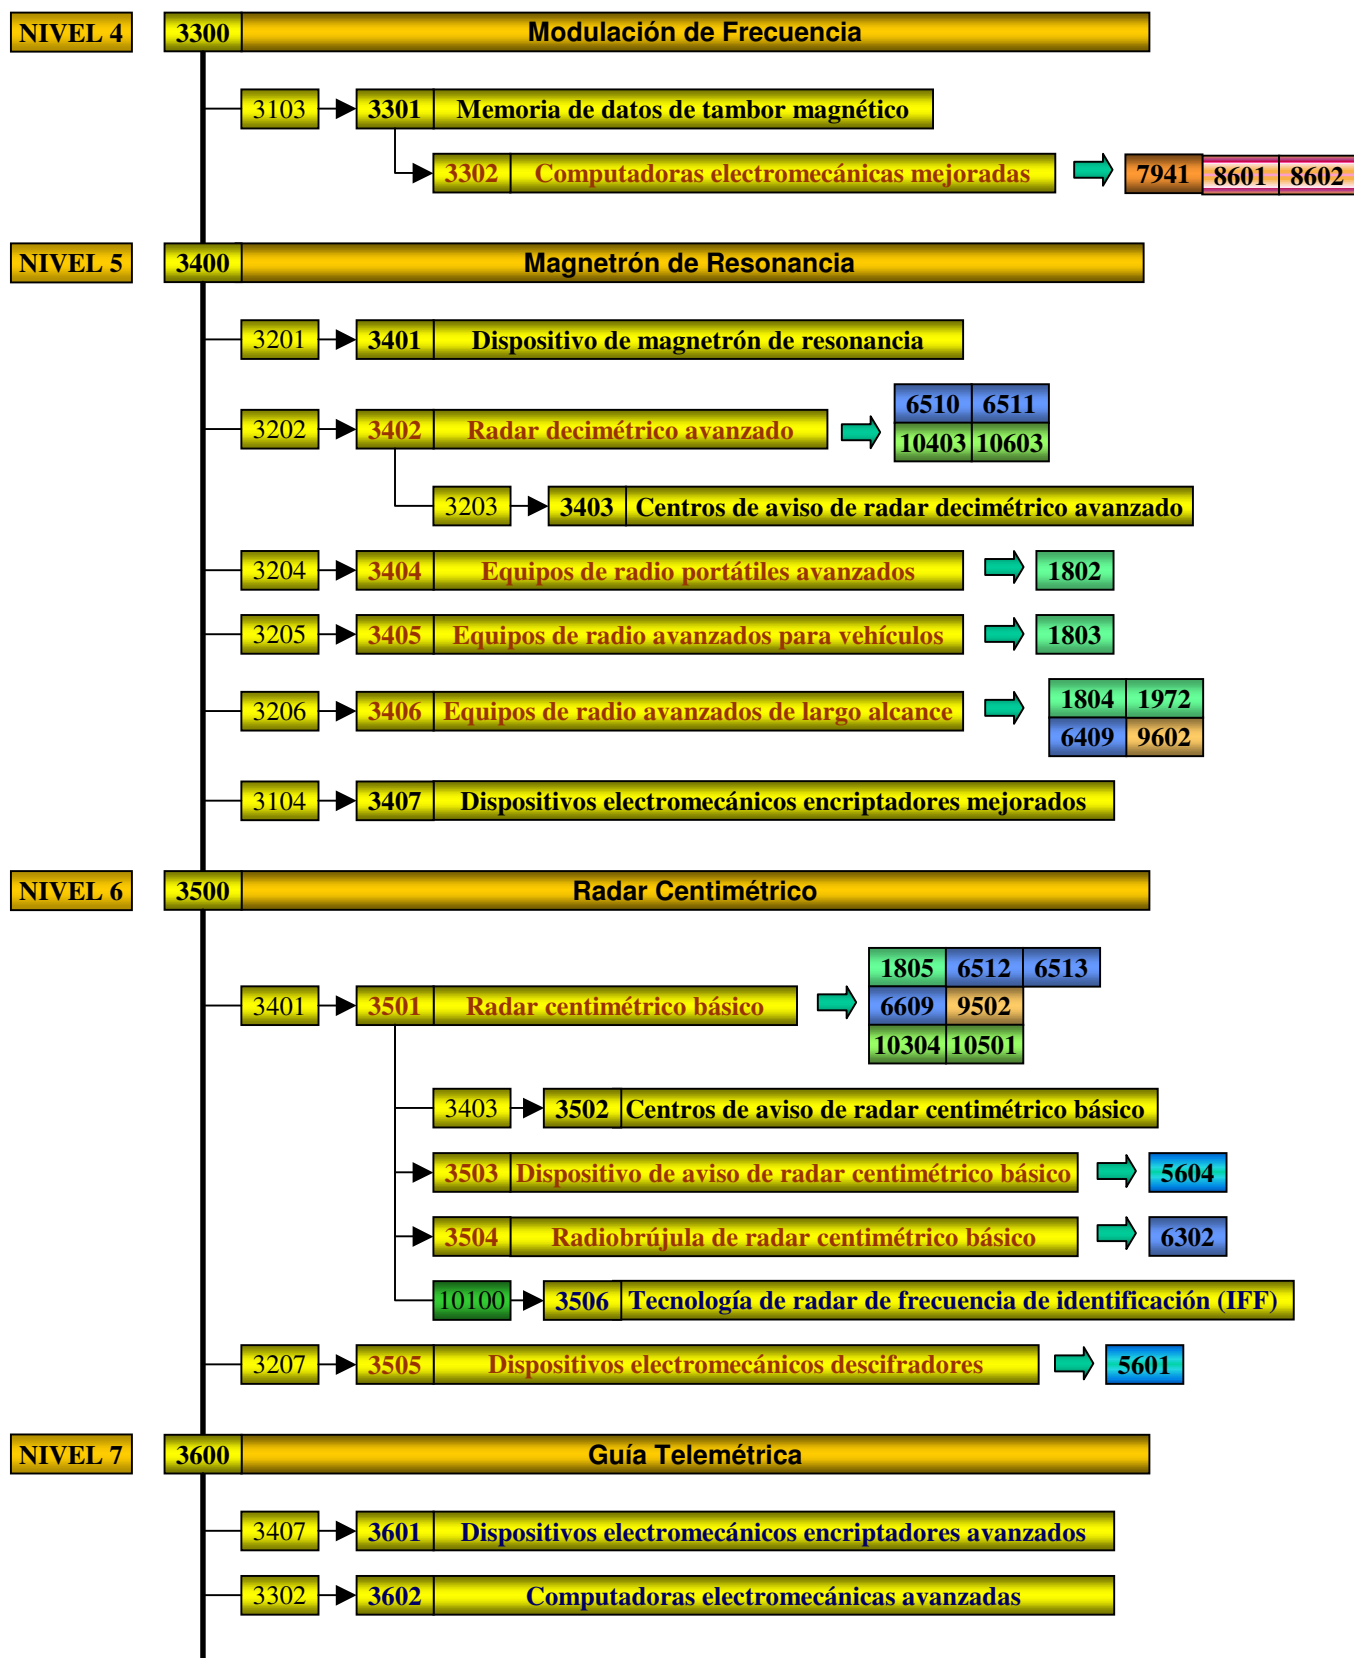 NIVEL 4 3300 Modulación de Frecuencia
3103 3301 Memoria de datos de tambor magnético
3302 Computadoras electromecánicas mejoradas 7941 8601 8602
NIVEL 5 3400 Magnetrón de Resonancia
3201 3401 Dispositivo de magnetrón de resonancia
6510 6511
3202 3402 Radar decimétrico avanzado
10403 10603
3203 3403 Centros de aviso de radar decimétrico avanzado
3204 3404 Equipos de radio portátiles avanzados 1802
3205 3405 Equipos de radio avanzados para vehículos 1803
1804 1972
3206 3406 Equipos de radio avanzados de largo alcance
6409 9602
3104 3407 Dispositivos electromecánicos encriptadores mejorados
NIVEL 6 3500 Radar Centimétrico
1805 6512 6513
3401 3501 Radar centimétrico básico 6609 9502
10304 10501
3403 3502 Centros de aviso de radar centimétrico básico
3503 Dispositivo de aviso de radar centimétrico básico 5604
3504 Radiobrújula de radar centimétrico básico 6302
10100 3506 Tecnología de radar de frecuencia de identificación (IFF)
3207 3505 Dispositivos electromecánicos descifradores 5601
NIVEL 7 3600 Guía Telemétrica
3407 3601 Dispositivos electromecánicos encriptadores avanzados
3302 3602 Computadoras electromecánicas avanzadas